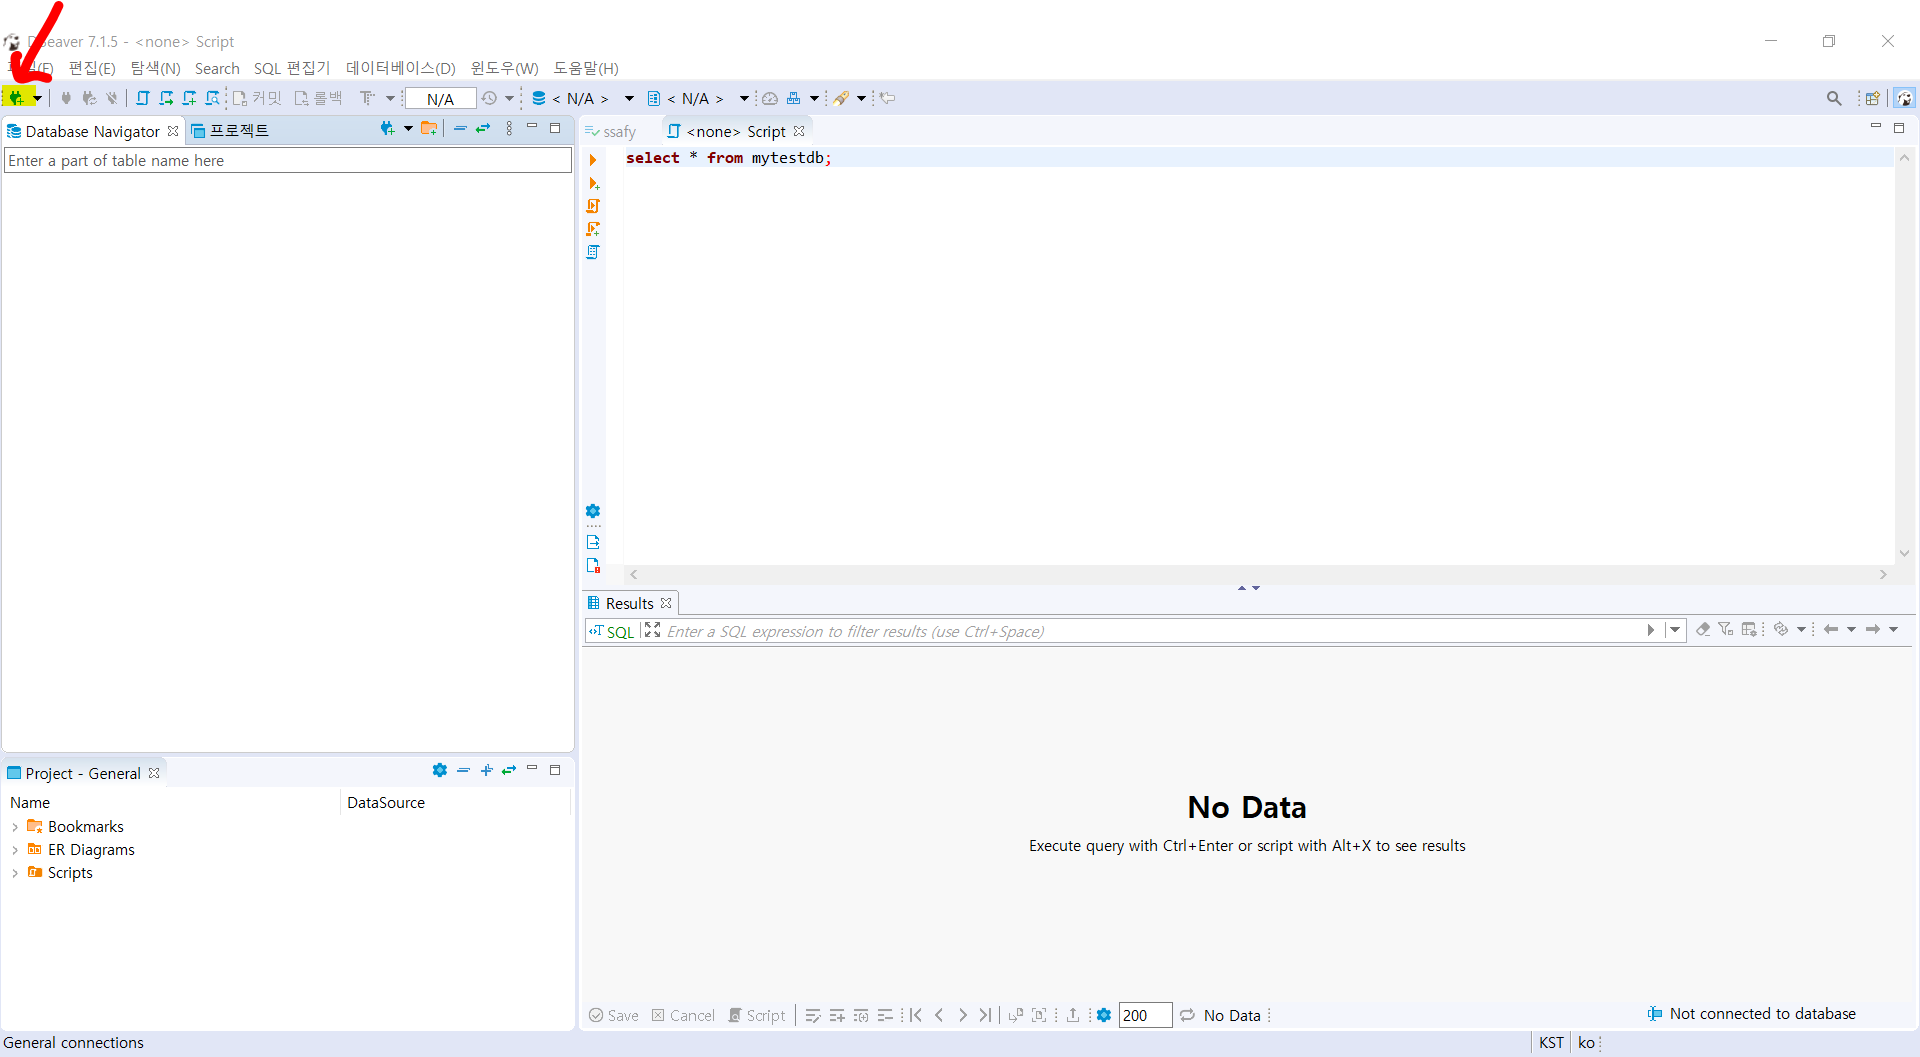 Beaver 7.1.5 - <none> Script
(F) 편집(E) 탐색(N) Search SQL 편집기 데이터베이스(D) 윈도우(W) 도움말(H)
커밋 롤백 N/A < N/A > < N/A >
Database Navigator 프로젝트
Enter a part of table name here
ssafy <none> Script
select * from mytestdb;
Results
SQL Enter a SQL expression to filter results (use Ctrl+Space)
No Data
Execute query with Ctrl+Enter or script with Alt+X to see results
Project - General
Name DataSource
Bookmarks
ER Diagrams
Scripts
Save Cancel Script 200 No Data Not connected to database
General connections KST ko